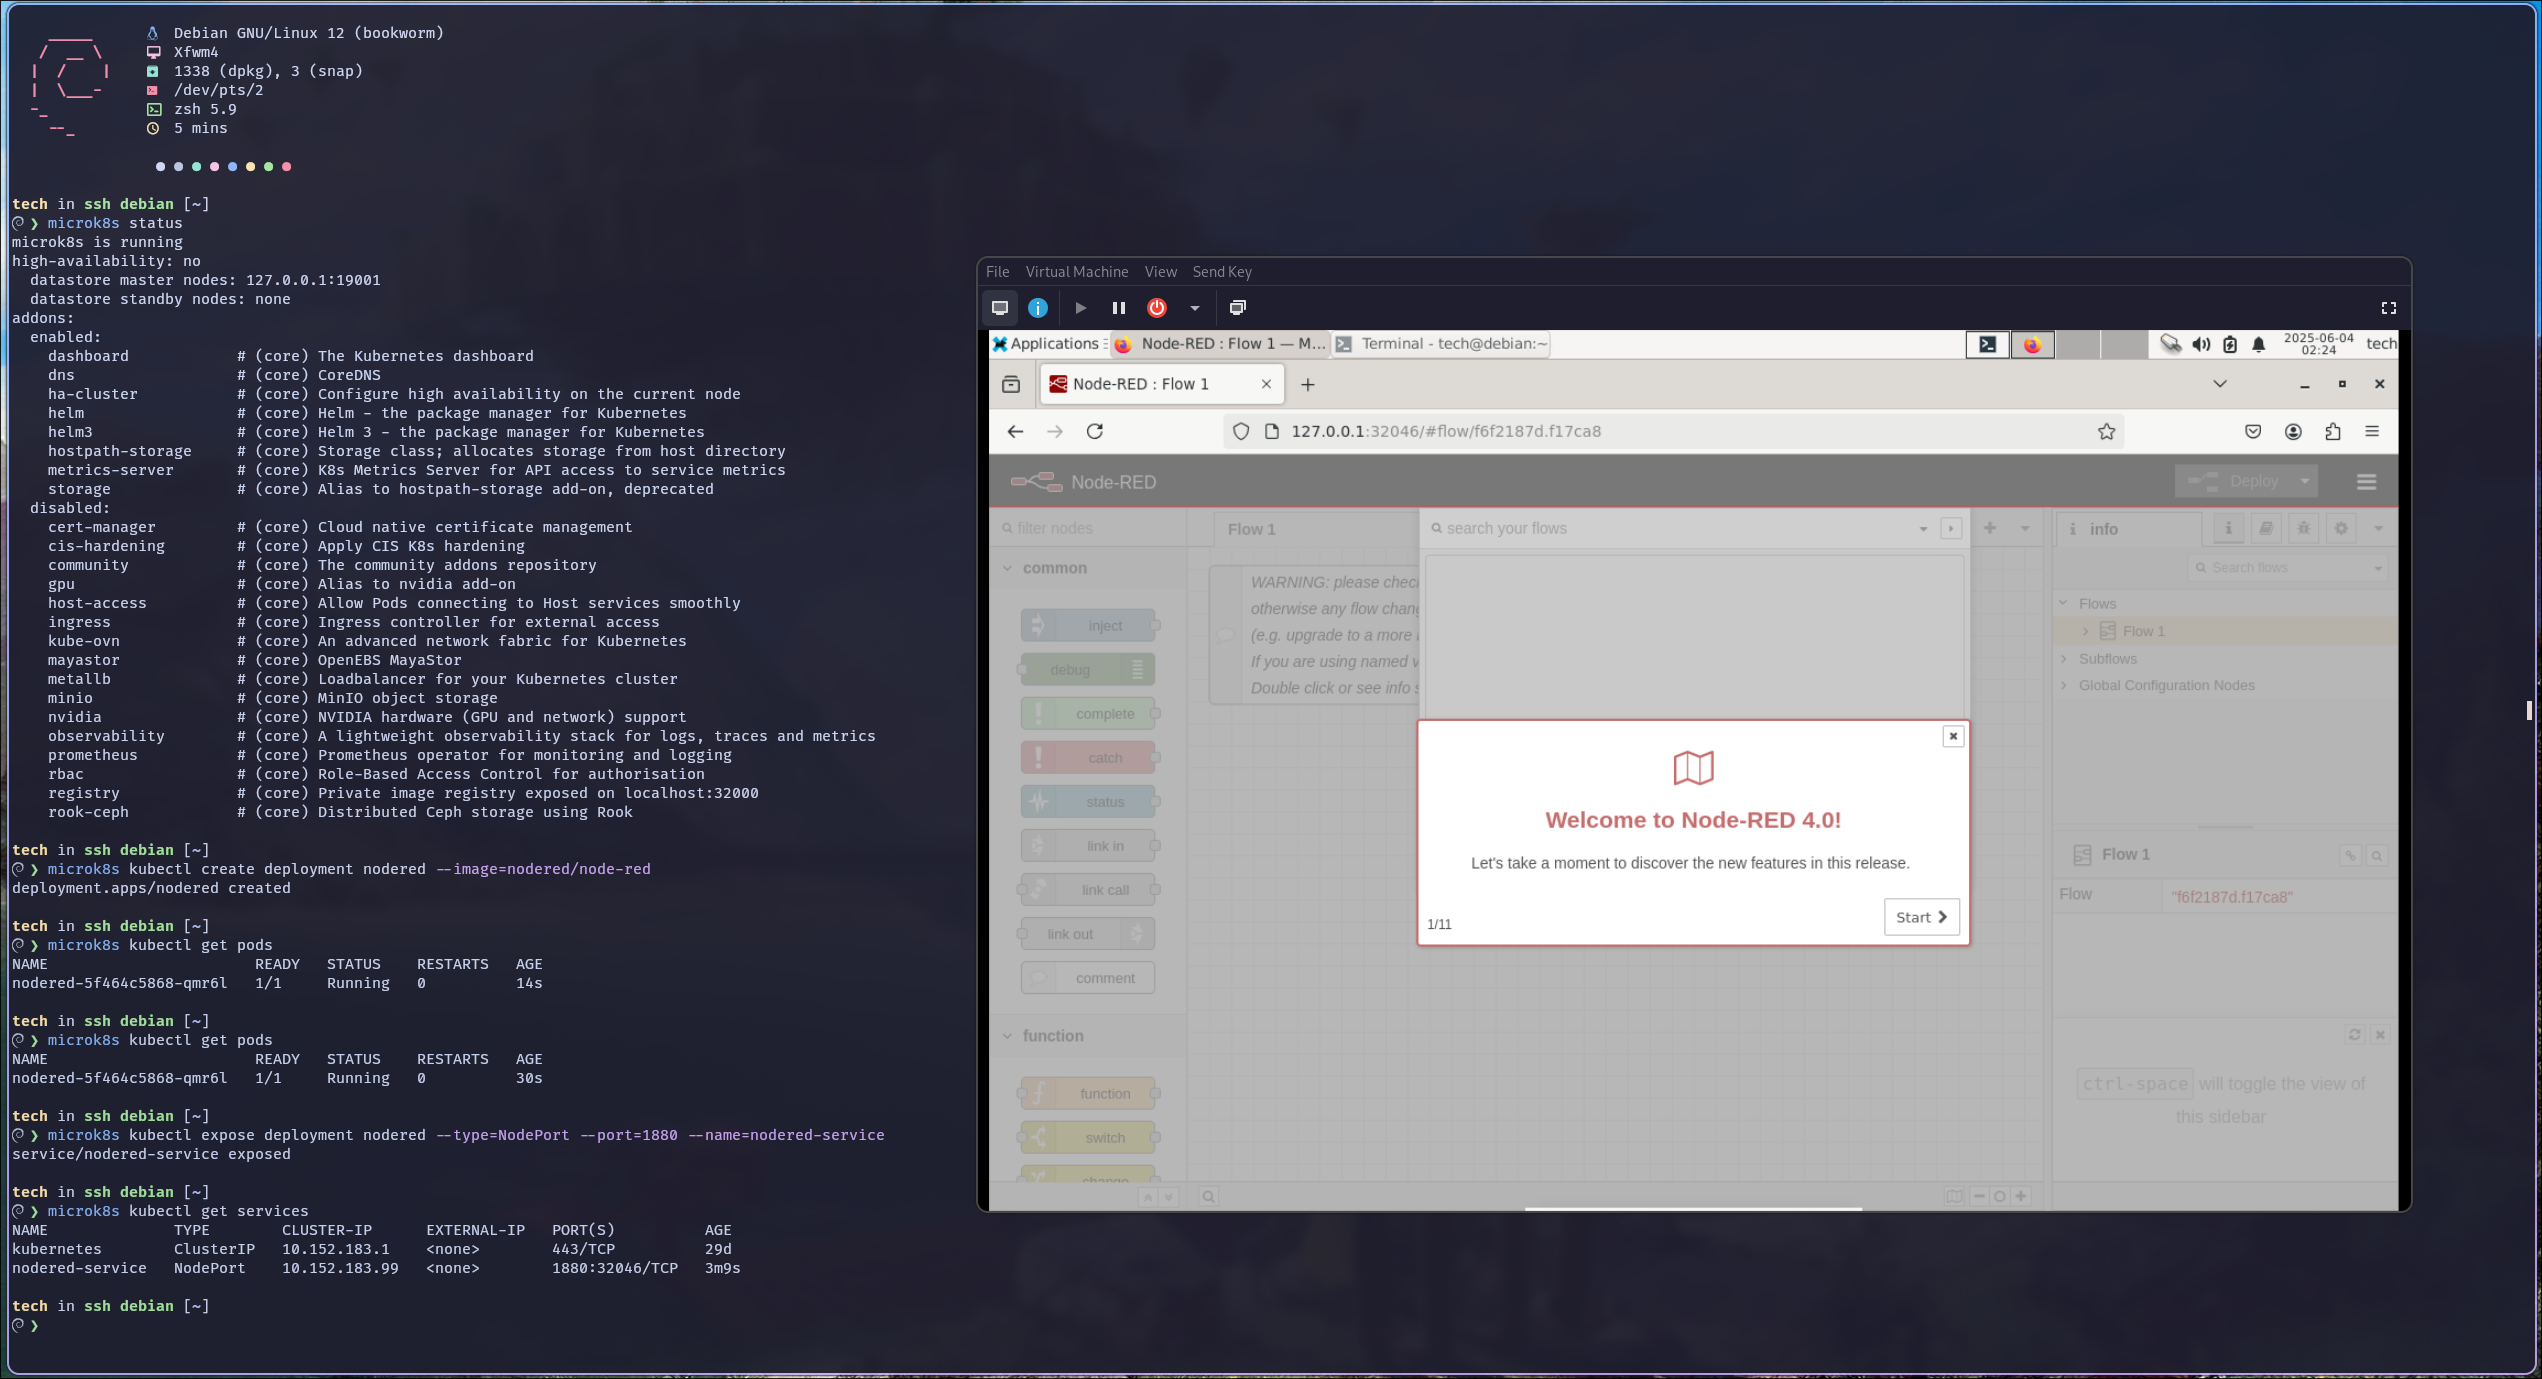 Debian GNU/Linux 12 (bookworm)
Xfwm4
1338 (dpkg), 3 (snap)
/dev/pts/2
zsh 5.9
5 mins
tech in ssh debian [~]
❯ microk8s status
microk8s is running
high-availability: no
  datastore master nodes: 127.0.0.1:19001
  datastore standby nodes: none
addons:
  enabled:
    dashboard            # (core) The Kubernetes dashboard
    dns                  # (core) CoreDNS
    ha-cluster           # (core) Configure high availability on the current node
    helm                 # (core) Helm - the package manager for Kubernetes
    helm3                # (core) Helm 3 - the package manager for Kubernetes
    hostpath-storage     # (core) Storage class; allocates storage from host directory
    metrics-server       # (core) K8s Metrics Server for API access to service metrics
    storage              # (core) Alias to hostpath-storage add-on, deprecated
  disabled:
    cert-manager         # (core) Cloud native certificate management
    cis-hardening        # (core) Apply CIS K8s hardening
    community            # (core) The community addons repository
    gpu                  # (core) Alias to nvidia add-on
    host-access          # (core) Allow Pods connecting to Host services smoothly
    ingress              # (core) Ingress controller for external access
    kube-ovn             # (core) An advanced network fabric for Kubernetes
    mayastor             # (core) OpenEBS MayaStor
    metallb              # (core) Loadbalancer for your Kubernetes cluster
    minio                # (core) MinIO object storage
    nvidia               # (core) NVIDIA hardware (GPU and network) support
    observability        # (core) A lightweight observability stack for logs, traces and metrics
    prometheus           # (core) Prometheus operator for monitoring and logging
    rbac                 # (core) Role-Based Access Control for authorisation
    registry             # (core) Private image registry exposed on localhost:32000
    rook-ceph            # (core) Distributed Ceph storage using Rook
tech in ssh debian [~]
❯ microk8s kubectl create deployment nodered --image=nodered/node-red
deployment.apps/nodered created
tech in ssh debian [~]
❯ microk8s kubectl get pods
NAME                       READY   STATUS    RESTARTS   AGE
nodered-5f464c5868-qmr6l   1/1     Running   0          14s
tech in ssh debian [~]
❯ microk8s kubectl get pods
NAME                       READY   STATUS    RESTARTS   AGE
nodered-5f464c5868-qmr6l   1/1     Running   0          30s
tech in ssh debian [~]
❯ microk8s kubectl expose deployment nodered --type=NodePort --port=1880 --name=nodered-service
service/nodered-service exposed
tech in ssh debian [~]
❯ microk8s kubectl get services
NAME              TYPE        CLUSTER-IP      EXTERNAL-IP   PORT(S)          AGE
kubernetes        ClusterIP   10.152.183.1    <none>        443/TCP          29d
nodered-service   NodePort    10.152.183.99   <none>        1880:32046/TCP   3m9s
tech in ssh debian [~]
❯
File Virtual Machine View Send Key
Applications Node-RED : Flow 1 — M... Terminal - tech@debian:~ 2025-06-04 02:24 tech
Node-RED : Flow 1
127.0.0.1:32046/#flow/f6f2187d.f17ca8
Node-RED Deploy
filter nodes
Flow 1
search your flows
info
Search flows
common
WARNING: please chec
otherwise any flow chang
(e.g. upgrade to a more
If you are using named v
Double click or see info s
inject
debug
complete
catch
status
link in
link call
link out
comment
function
function
switch
change
Welcome to Node-RED 4.0!
Let's take a moment to discover the new features in this release.
1/11
Start
Flows
Flow 1
Subflows
Global Configuration Nodes
Flow 1
Flow "f6f2187d.f17ca8"
ctrl-space will toggle the view of
this sidebar